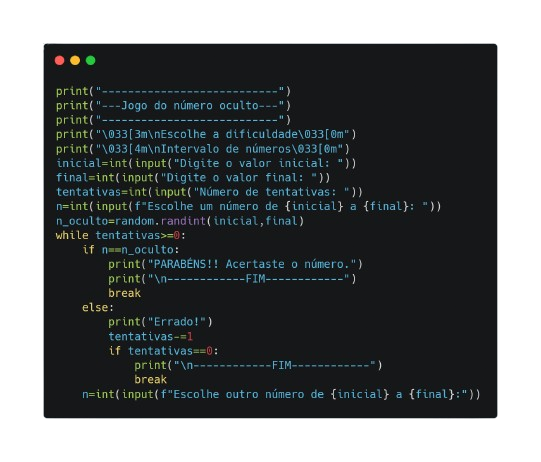 print("---------------------------")
print("---Jogo do número oculto---")
print("---------------------------")
print("\033[3m\nEscolhe a dificuldade\033[0m")
print("\033[4m\nIntervalo de números\033[0m")
inicial=int(input("Digite o valor inicial: "))
final=int(input("Digite o valor final: "))
tentativas=int(input("Número de tentativas: "))
n=int(input(f"Escolhe um número de {inicial} a {final}: "))
n_oculto=random.randint(inicial,final)
while tentativas>=0:
    if n==n_oculto:
        print("PARABÉNS!! Acertaste o número.")
        print("\n------------FIM------------")
        break
    else:
        print("Errado!")
        tentativas-=1
        if tentativas==0:
            print("\n------------FIM------------")
            break
    n=int(input(f"Escolhe outro número de {inicial} a {final}:"))